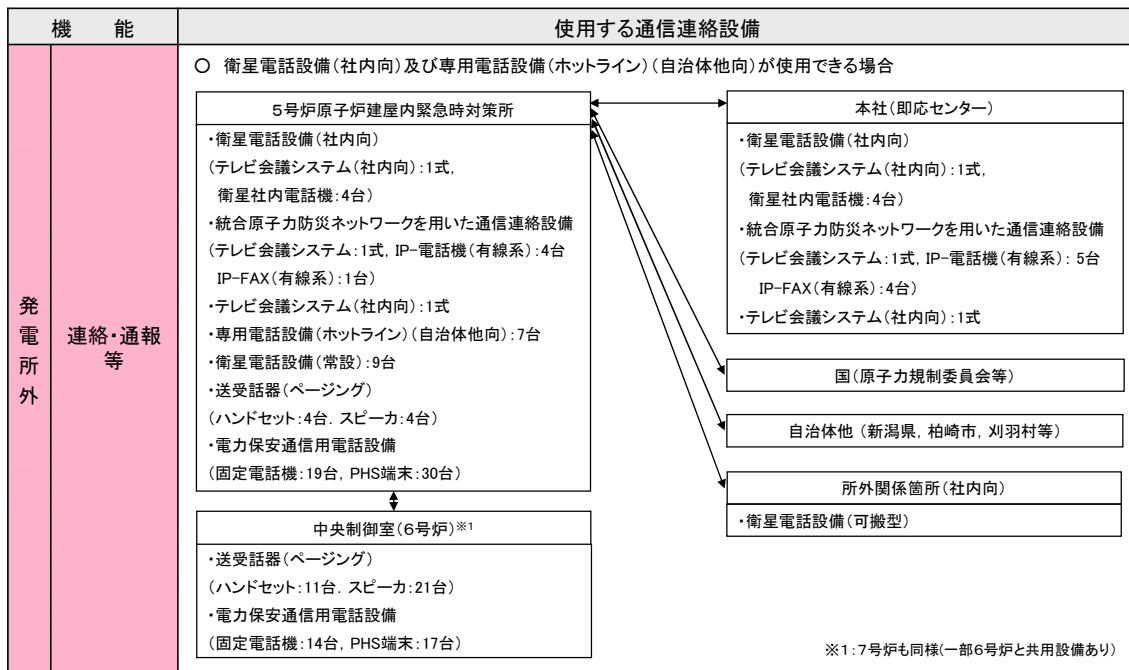 機　能
使用する通信連絡設備
発電所外
連絡・通報
等
○　衛星電話設備(社内向)及び専用電話設備(ホットライン)(自治体他向)が使用できる場合
5号炉原子炉建屋内緊急時対策所
・衛星電話設備(社内向)
(テレビ会議システム(社内向):1式,
衛星社内電話機:4台)
・統合原子力防災ネットワークを用いた通信連絡設備
(テレビ会議システム:1式, IP-電話機(有線系):4台
IP-FAX(有線系):1台)
・テレビ会議システム(社内向):1式
・専用電話設備(ホットライン)(自治体他向):7台
・衛星電話設備(常設):9台
・送受話器(ページング)
(ハンドセット:4台. スピーカ:4台)
・電力保安通信用電話設備
(固定電話機:19台, PHS端末:30台)
中央制御室(6号炉)※1
・送受話器(ページング)
(ハンドセット:11台. スピーカ:21台)
・電力保安通信用電話設備
(固定電話機:14台, PHS端末:17台)
本社(即応センター)
・衛星電話設備(社内向)
(テレビ会議システム(社内向):1式,
衛星社内電話機:4台)
・統合原子力防災ネットワークを用いた通信連絡設備
(テレビ会議システム:1式, IP-電話機(有線系): 5台
IP-FAX(有線系):4台)
・テレビ会議システム(社内向):1式
国(原子力規制委員会等)
自治体他 (新潟県, 柏崎市, 刈羽村等)
所外関係箇所(社内向)
・衛星電話設備(可搬型)
※1:7号炉も同様(一部6号炉と共用設備あり)